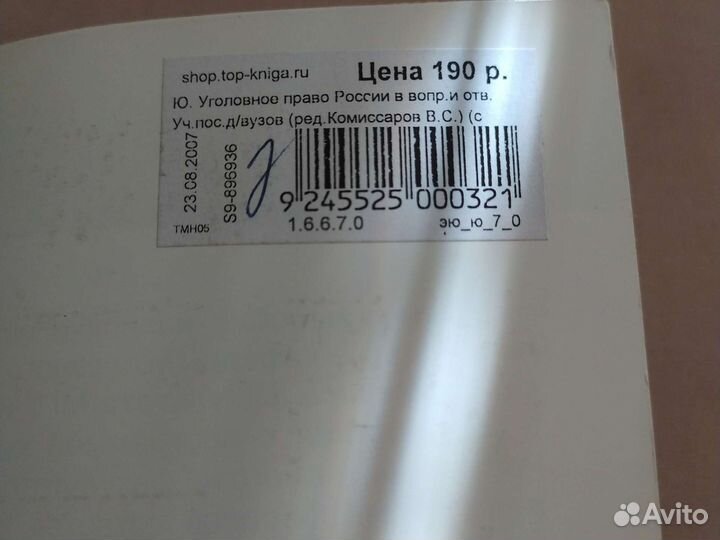 shop.top-kniga.ru Цена 190 р.
Ю. Уголовное право России в вопр.и отв.
Уч.пос.д/вузов (ред.Комиссаров В.С.) (с
23.08.2007
S9-896936
9 245525 000321
TMH05
1.6.6.7.0 эю_ю_7_0
Avito